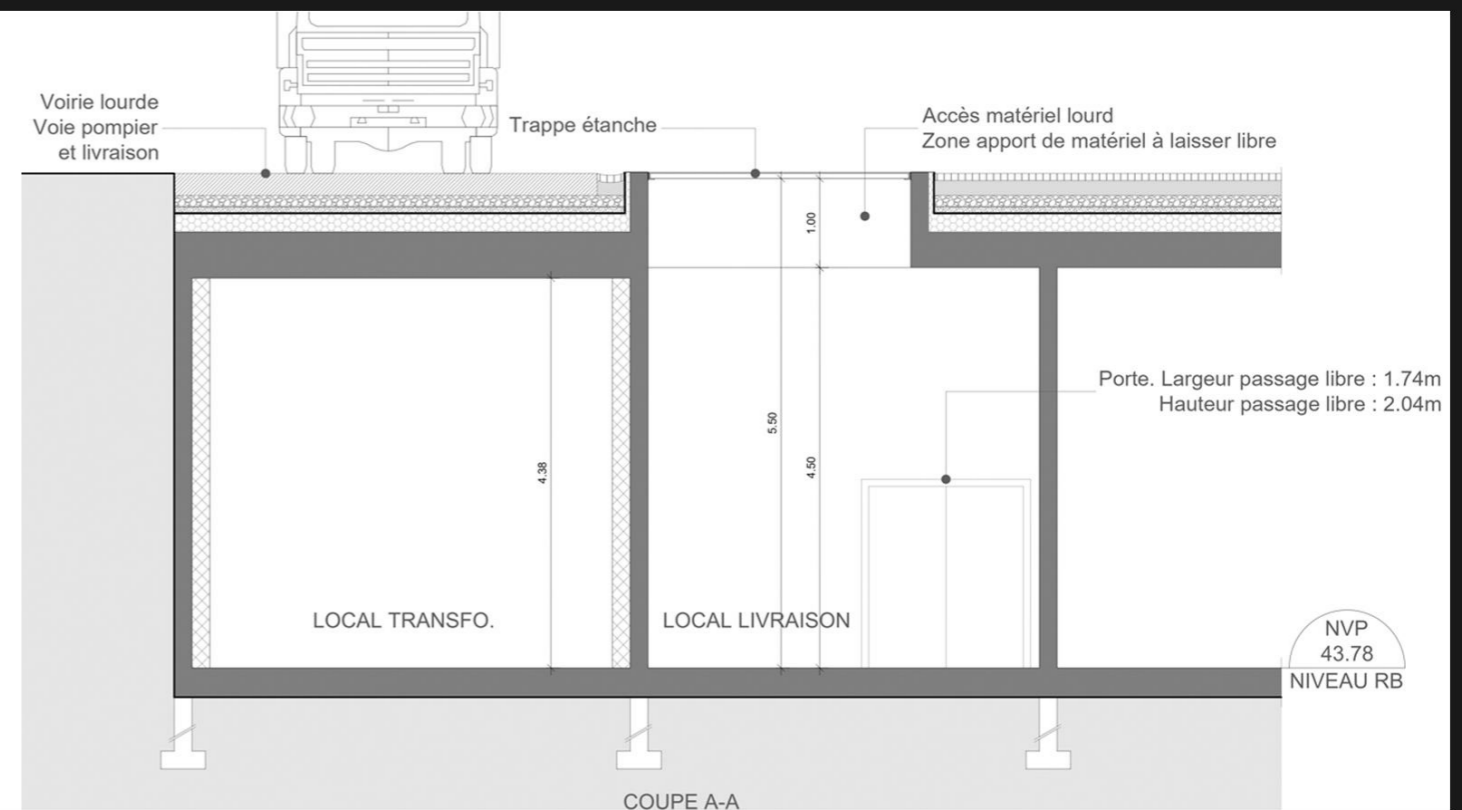 Voirie lourde
Voie pompier
et livraison
Trappe étanche
Accès matériel lourd
Zone apport de matériel à laisser libre
1.00
Porte. Largeur passage libre : 1.74m
Hauteur passage libre : 2.04m
5.50
4.50
4.38
LOCAL TRANSFO.
LOCAL LIVRAISON
NVP
43.78
NIVEAU RB
COUPE A-A